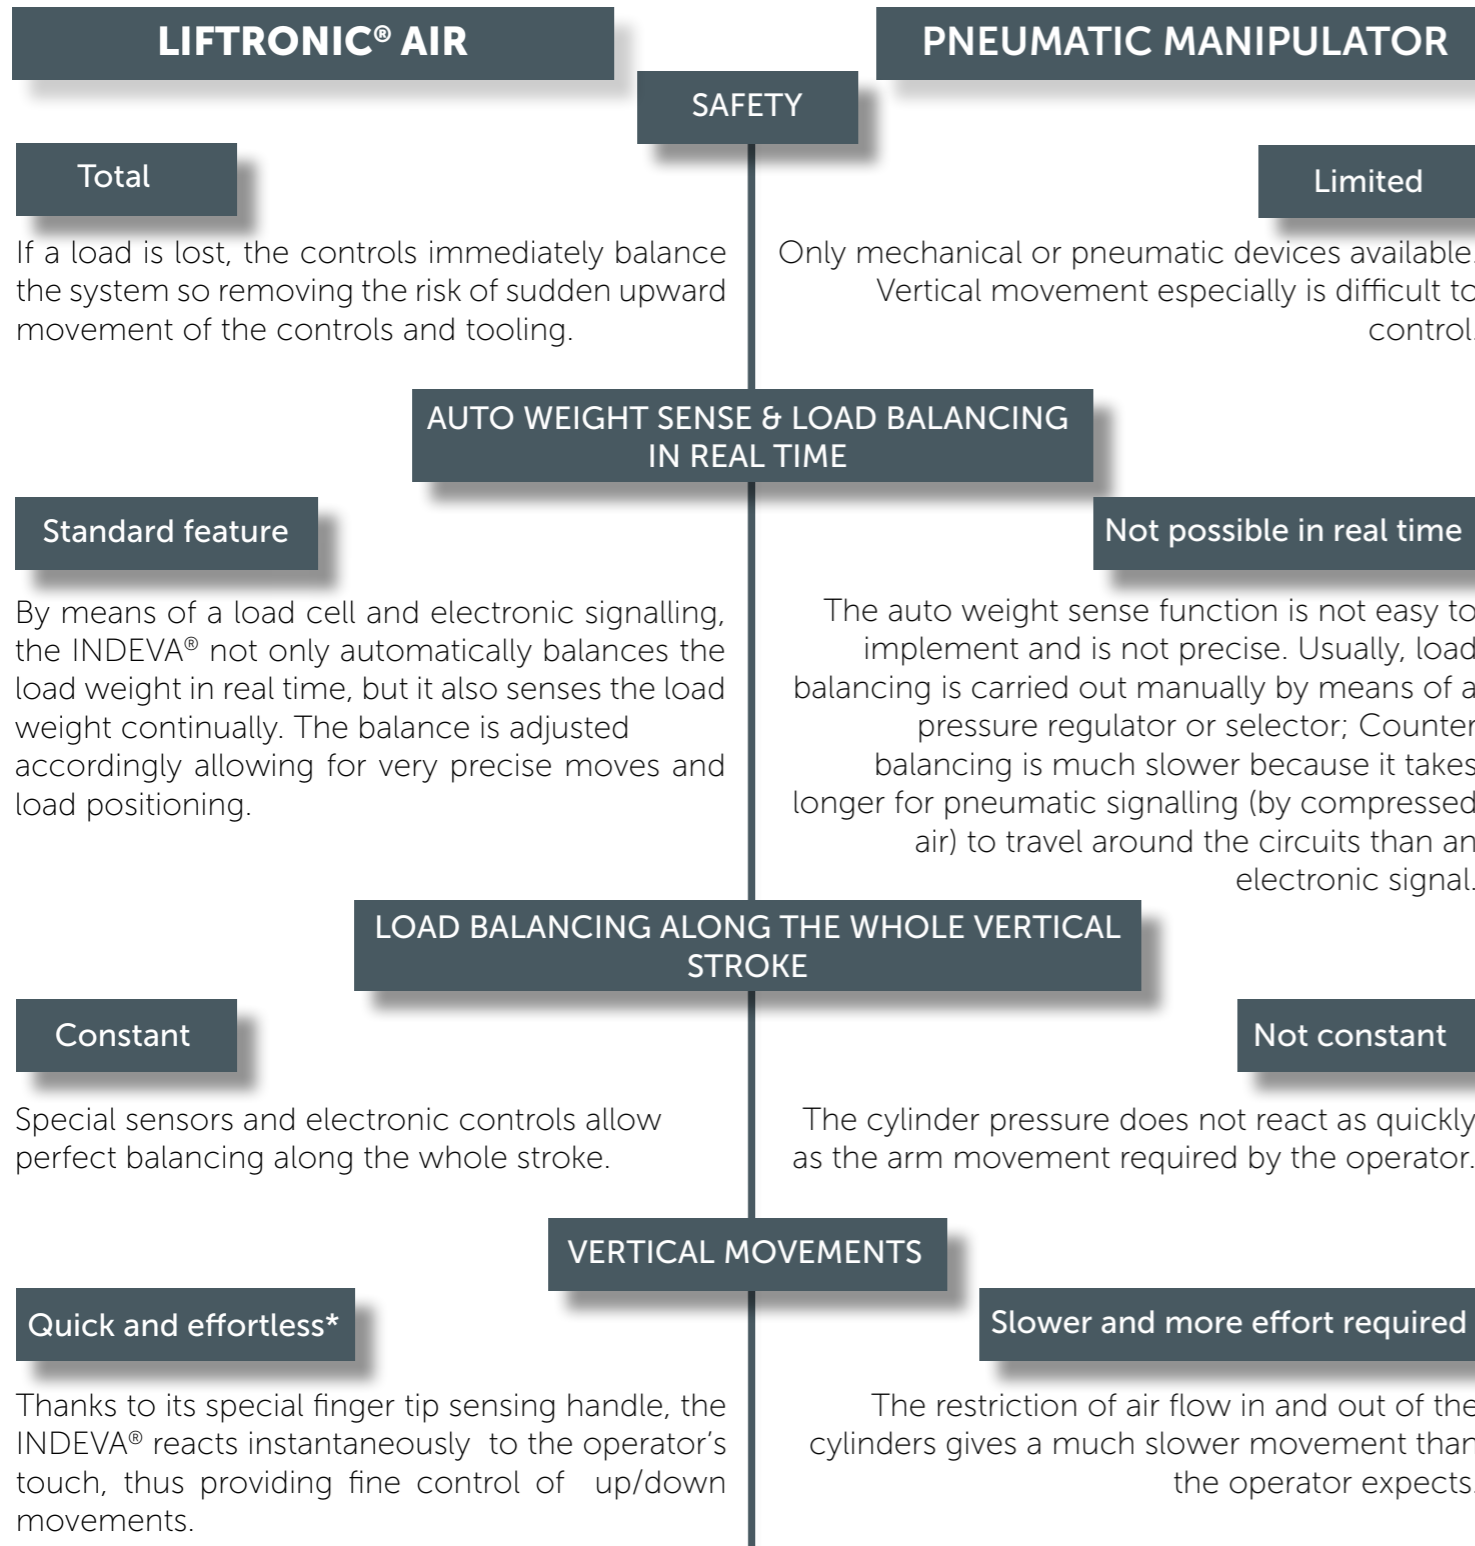 LIFTRONIC® AIR
PNEUMATIC MANIPULATOR
SAFETY
Total
If a load is lost, the controls immediately balance
the system so removing the risk of sudden upward
movement of the controls and tooling.
Limited
Only mechanical or pneumatic devices available.
Vertical movement especially is difficult to
control.
AUTO WEIGHT SENSE & LOAD BALANCING
IN REAL TIME
Standard feature
By means of a load cell and electronic signalling,
the INDEVA® not only automatically balances the
load weight in real time, but it also senses the load
weight continually. The balance is adjusted
accordingly allowing for very precise moves and
load positioning.
Not possible in real time
The auto weight sense function is not easy to
implement and is not precise. Usually, load
balancing is carried out manually by means of a
pressure regulator or selector; Counter
balancing is much slower because it takes
longer for pneumatic signalling (by compressed
air) to travel around the circuits than an
electronic signal.
LOAD BALANCING ALONG THE WHOLE VERTICAL
STROKE
Constant
Special sensors and electronic controls allow
perfect balancing along the whole stroke.
Not constant
The cylinder pressure does not react as quickly
as the arm movement required by the operator.
VERTICAL MOVEMENTS
Quick and effortless*
Thanks to its special finger tip sensing handle, the
INDEVA® reacts instantaneously to the operator's
touch, thus providing fine control of up/down
movements.
Slower and more effort required
The restriction of air flow in and out of the
cylinders gives a much slower movement than
the operator expects.